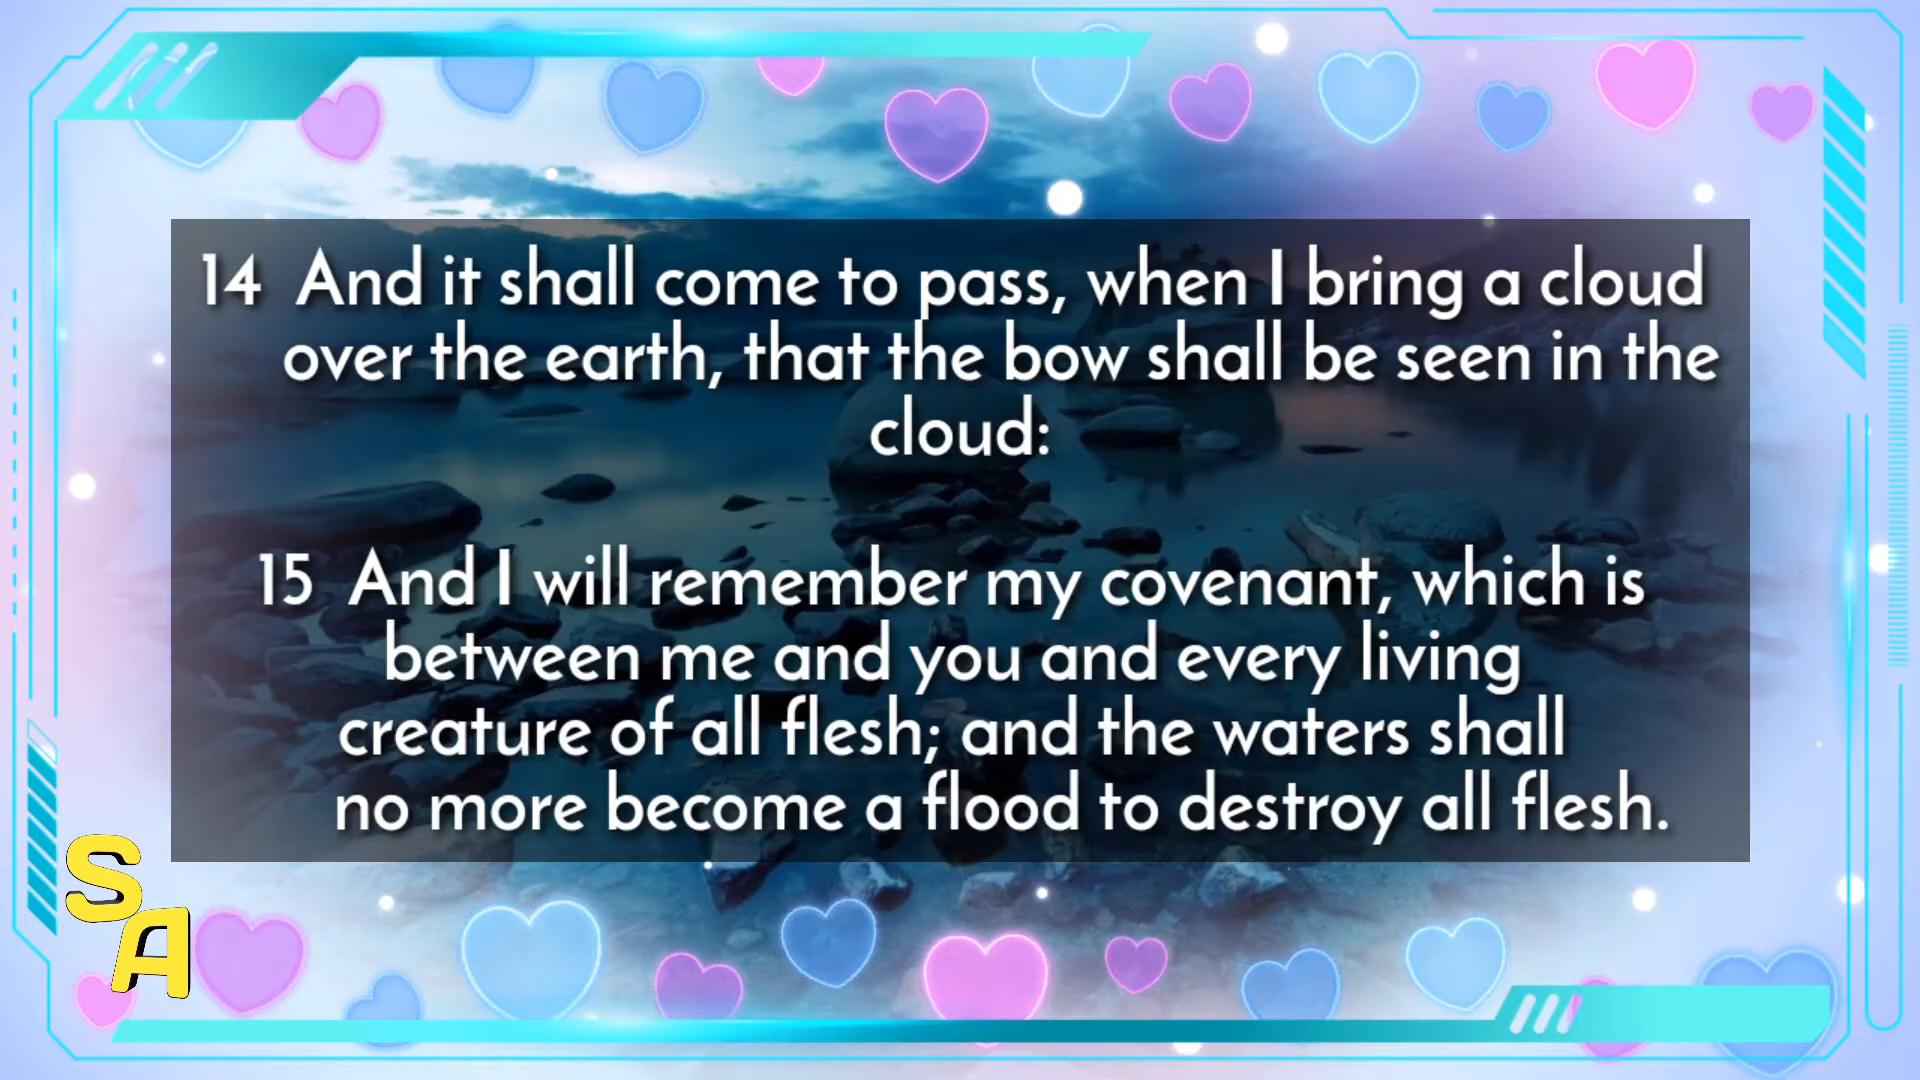 14 And it shall come to pass, when I bring a cloud
over the earth, that the bow shall be seen in the
cloud:
15 And I will remember my covenant, which is
between me and you and every living
creature of all flesh; and the waters shall
no more become a flood to destroy all flesh.
SA